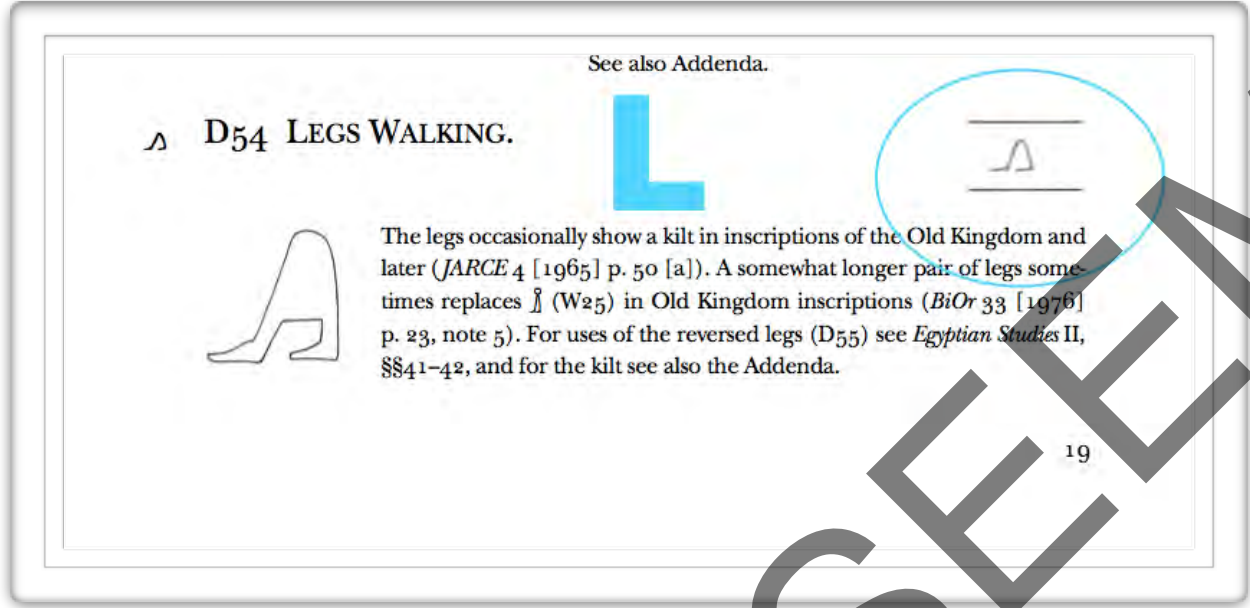 See also Addenda.
𓂻 D54 LEGS WALKING.
L
The legs occasionally show a kilt in inscriptions of the Old Kingdom and
later (JARCE 4 [1965] p. 50 [a]). A somewhat longer pair of legs some-
times replaces 𓏎 (W25) in Old Kingdom inscriptions (BiOr 33 [1976]
p. 23, note 5). For uses of the reversed legs (D55) see Egyptian Studies II,
§§41–42, and for the kilt see also the Addenda.
19
SEEN